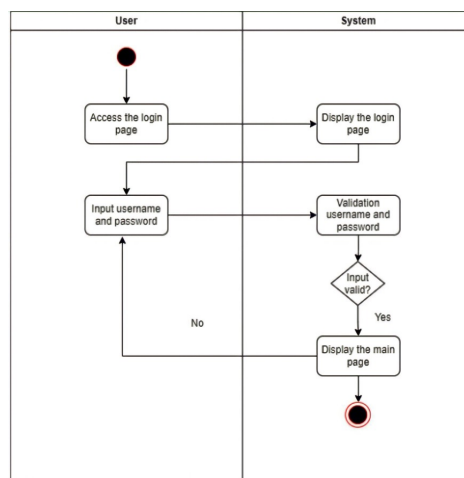 User
System
Access the login
page
Display the login
page
Input username
and password
Validation
username and
password
Input
valid?
Yes
No
Display the main
page